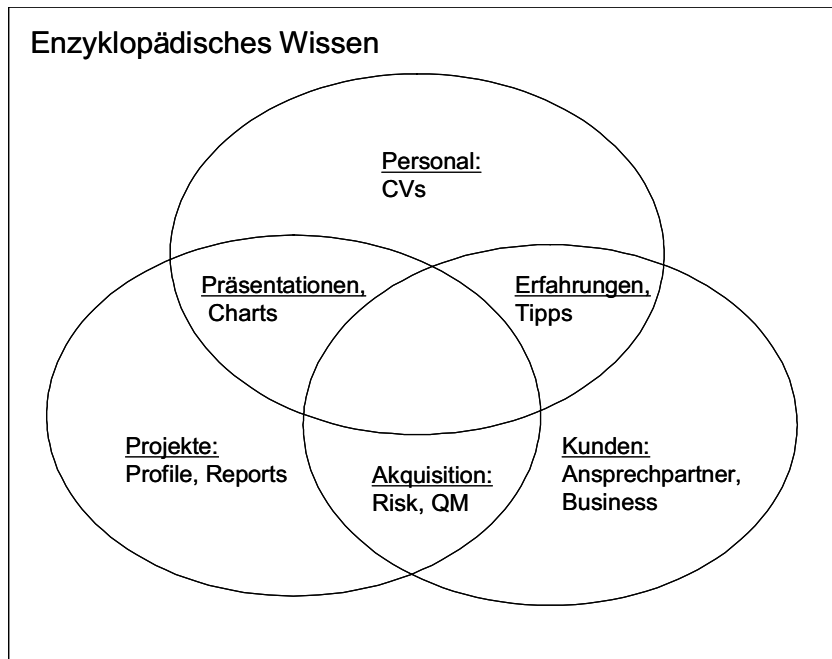 Enzyklopädisches Wissen
Personal:
CVs
Präsentationen,
Charts
Erfahrungen,
Tipps
Projekte:
Profile, Reports
Akquisition:
Risk, QM
Kunden:
Ansprechpartner,
Business